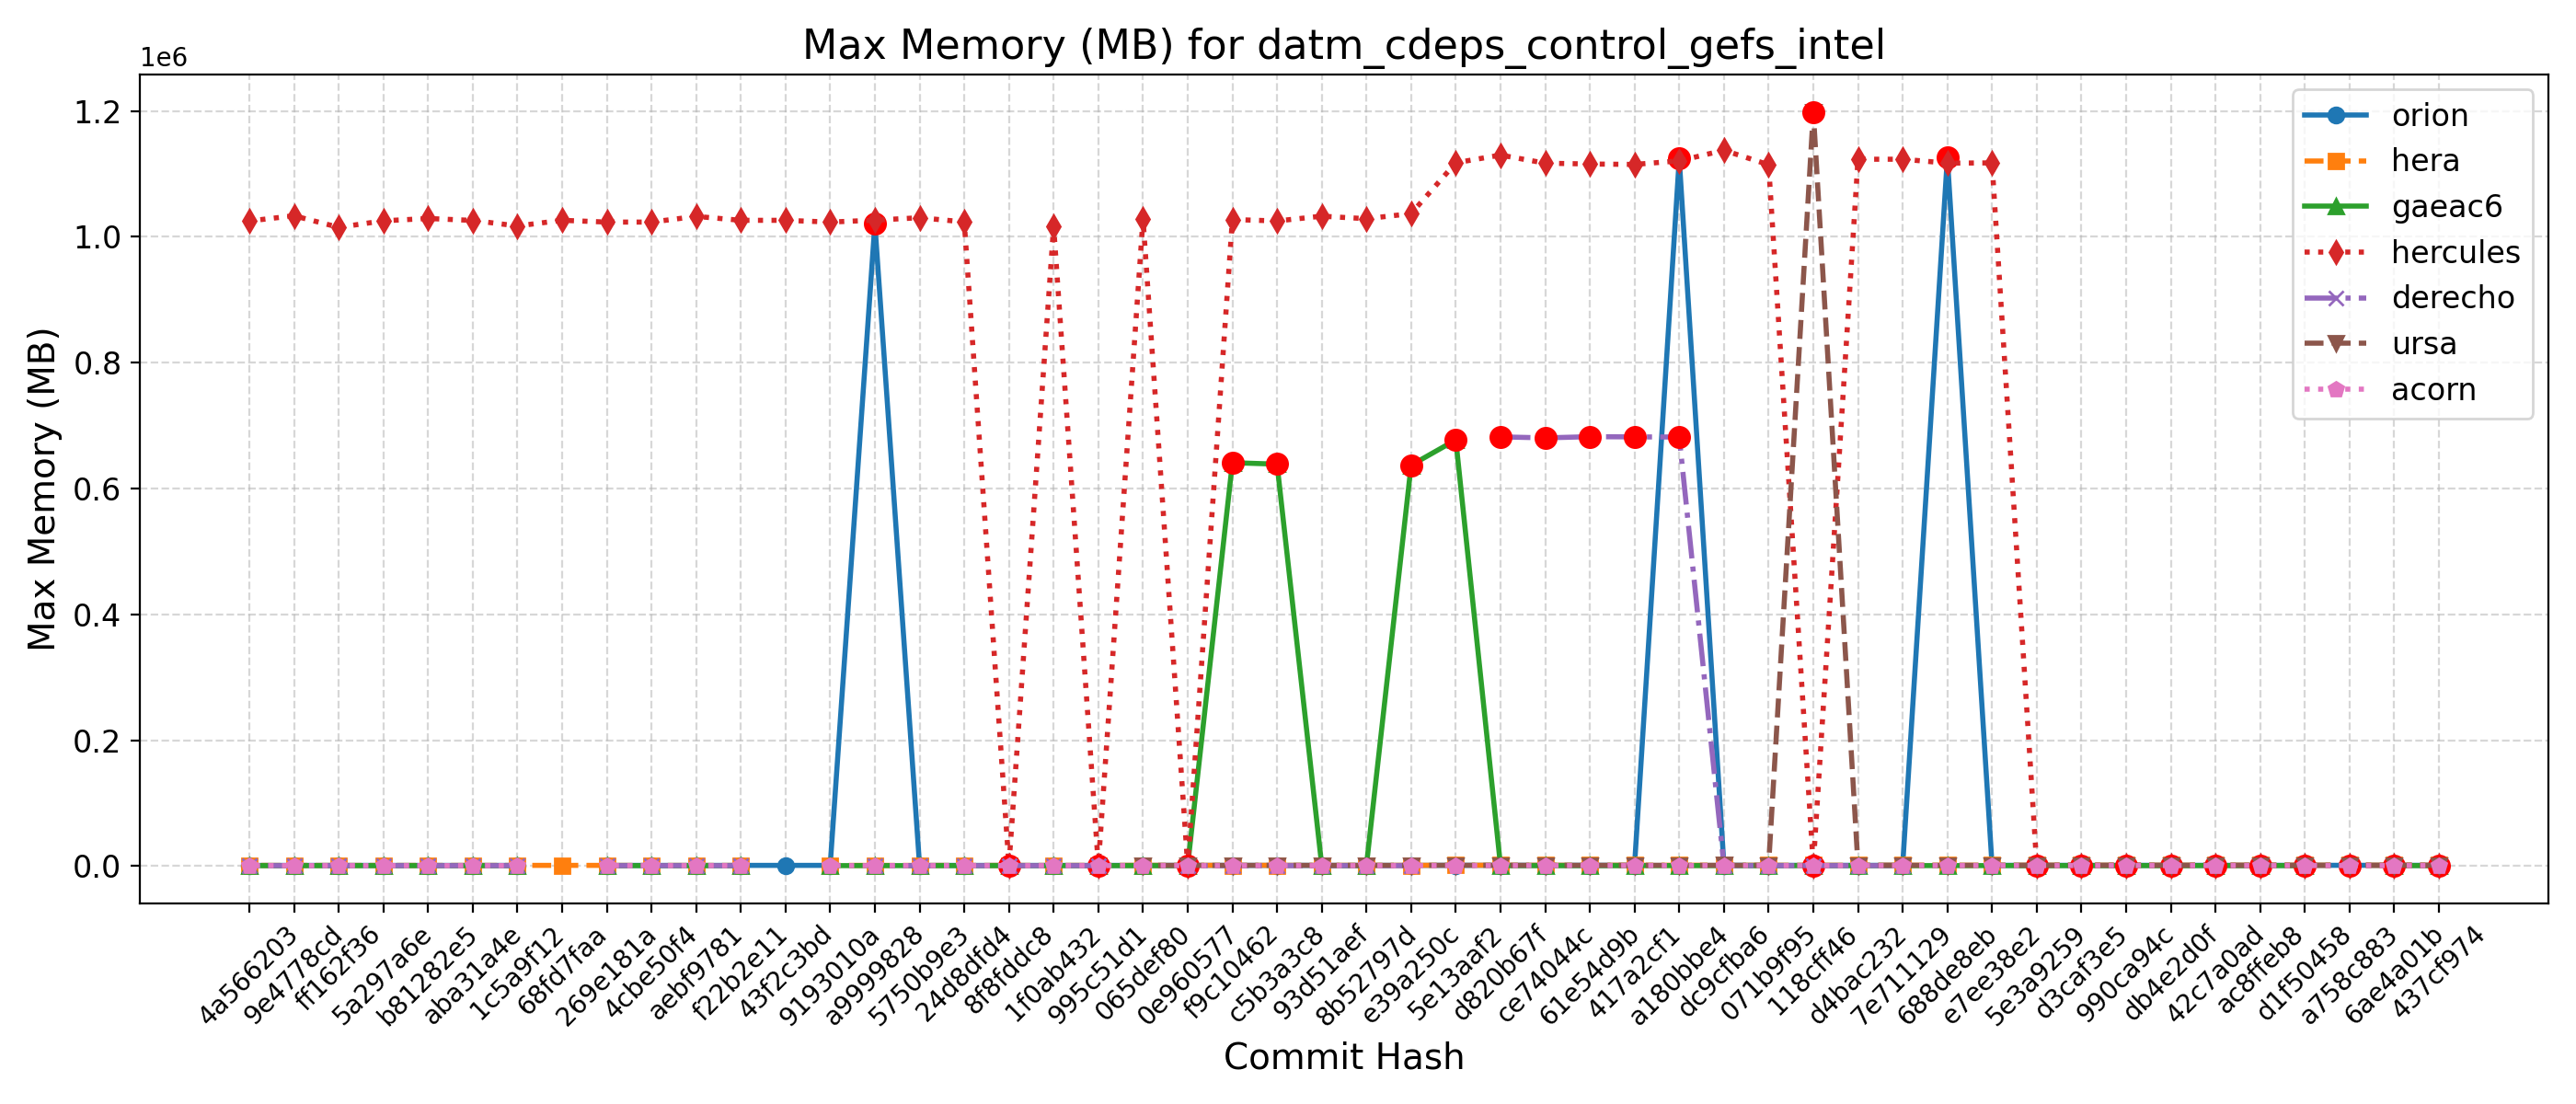 Max Memory (MB) for datm_cdeps_control_gefs_intel
1e6
1.2
1.0
0.8
0.6
0.4
0.2
0.0
Max Memory (MB)
orion
hera
gaeac6
hercules
derecho
ursa
acorn
4a566203
9e4778cd
ff162f36
5a297a6e
b81282e5
aba31a4e
1c5a9f12
68fd7faa
269e181a
4cbe50f4
aebf9781
f22b2e11
43f2c3bd
9193010a
a9999828
5750b9e3
24d8dfd4
8f8fddc8
1f0ab432
995c51d1
065def80
0e960577
f9c10462
c5b3a3c8
93d51aef
8b52797d
e39a250c
5e13aaf2
d820b67f
ce74044c
61e54d9b
417a2cf1
a180bbe4
dc9cfba6
071b9f95
118cff46
d4bac232
7e711129
688de8eb
e7ee38e2
5e3a9259
d3caf3e5
990ca94c
db4e2d0f
42c7a0ad
ac8ffeb8
d1f50458
a758c883
6ae4a01b
437cf974
Commit Hash